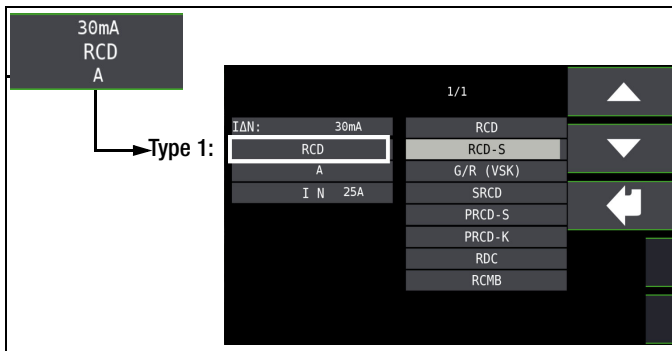 30mA
RCD
A
Type 1:
1/1
IΔN: 30mA
RCD
A
I N 25A
RCD
RCD-S
G/R (VSK)
SRCD
PRCD-S
PRCD-K
RDC
RCMB